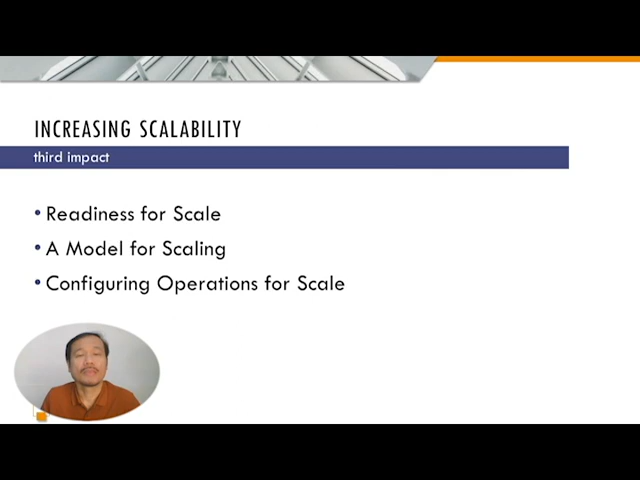 INCREASING SCALABILITY
third impact
• Readiness for Scale
• A Model for Scaling
• Configuring Operations for Scale